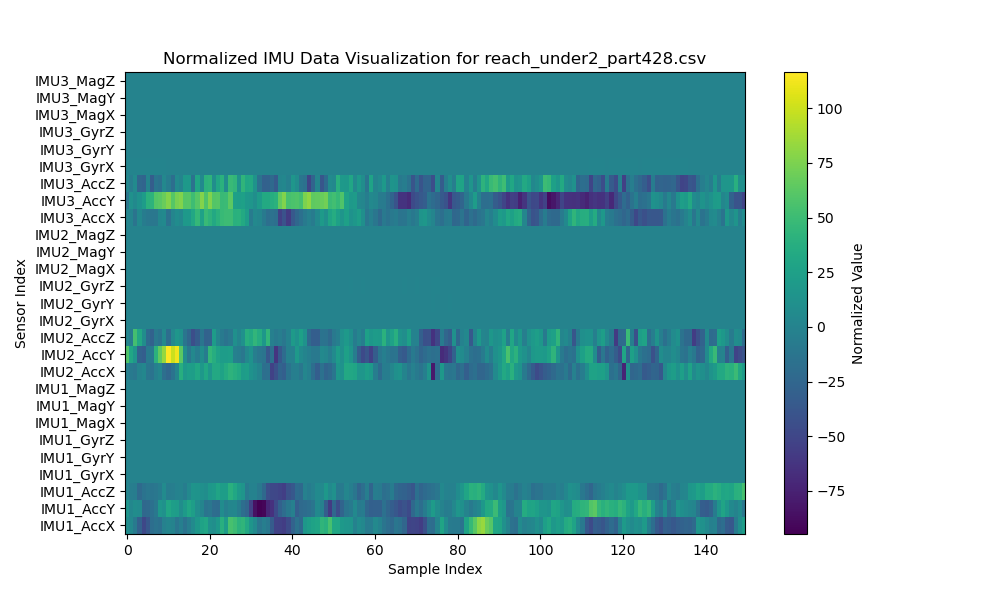 Normalized IMU Data Visualization for reach_under2_part428.csv
IMU3_MagZ
IMU3_MagY
IMU3_MagX
IMU3_GyrZ
IMU3_GyrY
IMU3_GyrX
IMU3_AccZ
IMU3_AccY
IMU3_AccX
IMU2_MagZ
IMU2_MagY
IMU2_MagX
IMU2_GyrZ
IMU2_GyrY
IMU2_GyrX
IMU2_AccZ
IMU2_AccY
IMU2_AccX
IMU1_MagZ
IMU1_MagY
IMU1_MagX
IMU1_GyrZ
IMU1_GyrY
IMU1_GyrX
IMU1_AccZ
IMU1_AccY
IMU1_AccX
Sensor Index
0 20 40 60 80 100 120 140
Sample Index
100
75
50
25
0
−25
−50
−75
Normalized Value